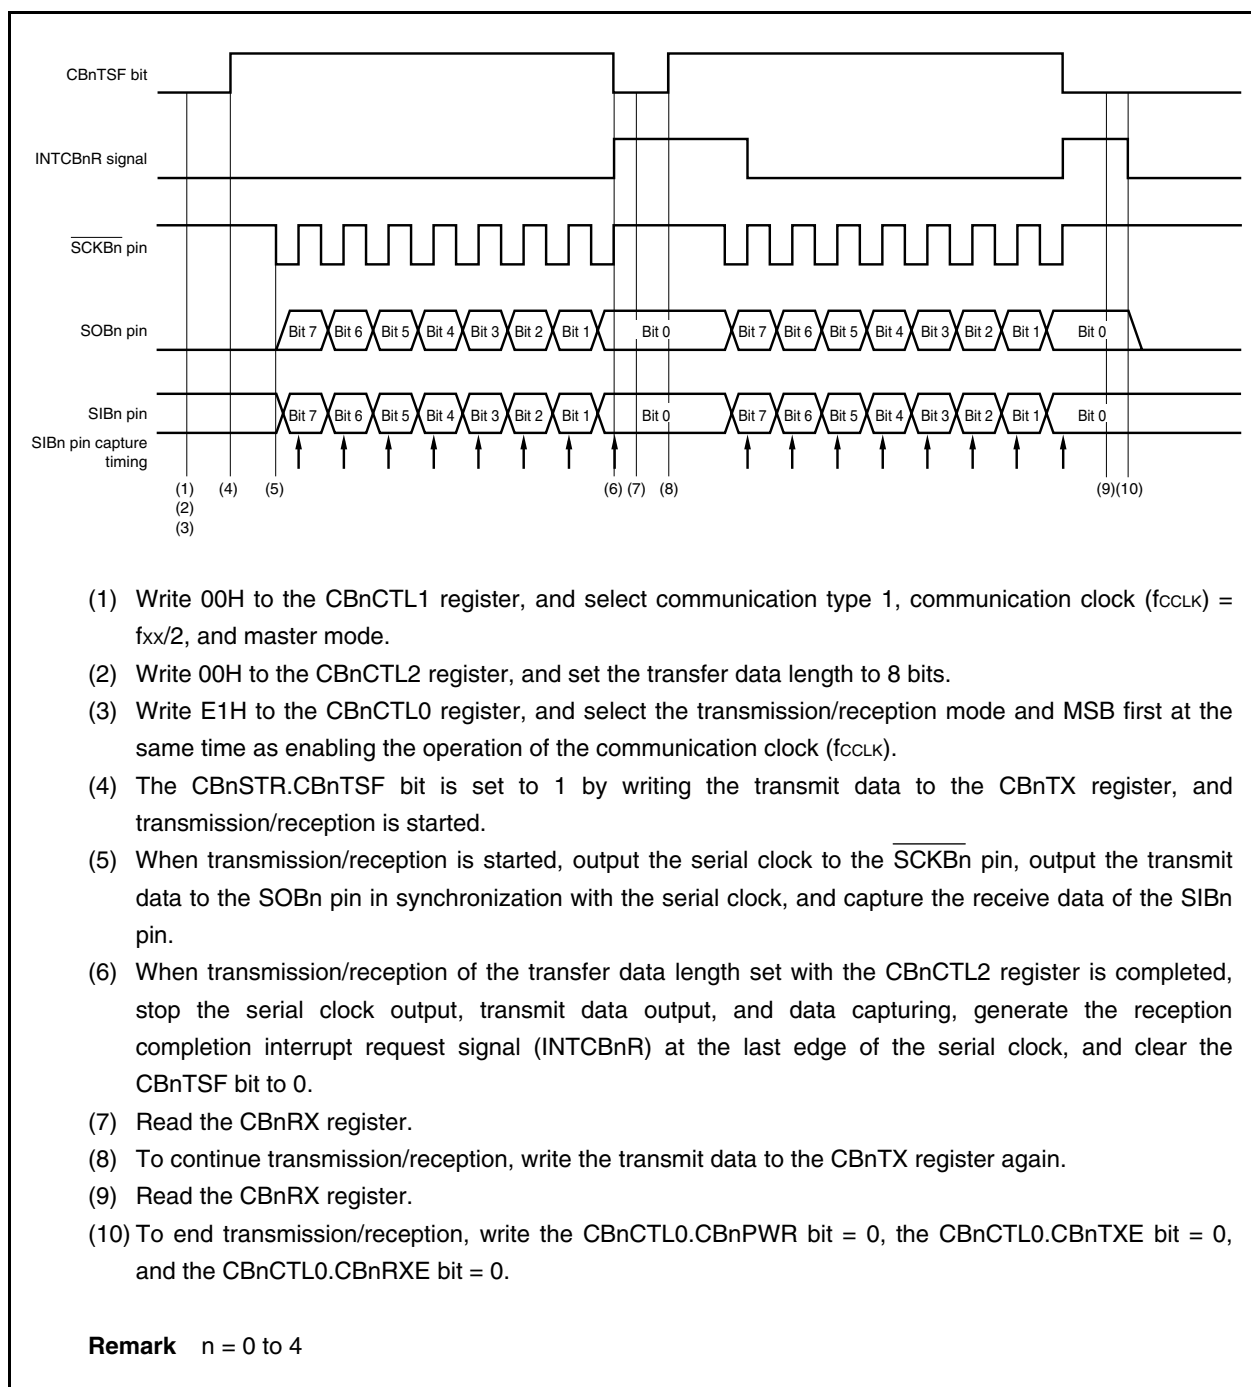 CBnTSF bit
INTCBnR signal
SCKBn pin
SOBn pin
Bit 7 Bit 6 Bit 5 Bit 4 Bit 3 Bit 2 Bit 1 Bit 0 Bit 7 Bit 6 Bit 5 Bit 4 Bit 3 Bit 2 Bit 1 Bit 0
SIBn pin
Bit 7 Bit 6 Bit 5 Bit 4 Bit 3 Bit 2 Bit 1 Bit 0 Bit 7 Bit 6 Bit 5 Bit 4 Bit 3 Bit 2 Bit 1 Bit 0
SIBn pin capture
timing
(1) (4) (5) (6) (7) (8) (9) (10)
(2)
(3)
(1) Write 00H to the CBnCTL1 register, and select communication type 1, communication clock (fCCLK) =
fXX/2, and master mode.
(2) Write 00H to the CBnCTL2 register, and set the transfer data length to 8 bits.
(3) Write E1H to the CBnCTL0 register, and select the transmission/reception mode and MSB first at the
same time as enabling the operation of the communication clock (fCCLK).
(4) The CBnSTR.CBnTSF bit is set to 1 by writing the transmit data to the CBnTX register, and
transmission/reception is started.
(5) When transmission/reception is started, output the serial clock to the SCKBn pin, output the transmit
data to the SOBn pin in synchronization with the serial clock, and capture the receive data of the SIBn
pin.
(6) When transmission/reception of the transfer data length set with the CBnCTL2 register is completed,
stop the serial clock output, transmit data output, and data capturing, generate the reception
completion interrupt request signal (INTCBnR) at the last edge of the serial clock, and clear the
CBnTSF bit to 0.
(7) Read the CBnRX register.
(8) To continue transmission/reception, write the transmit data to the CBnTX register again.
(9) Read the CBnRX register.
(10) To end transmission/reception, write the CBnCTL0.CBnPWR bit = 0, the CBnCTL0.CBnTXE bit = 0,
and the CBnCTL0.CBnRXE bit = 0.
Remark n = 0 to 4